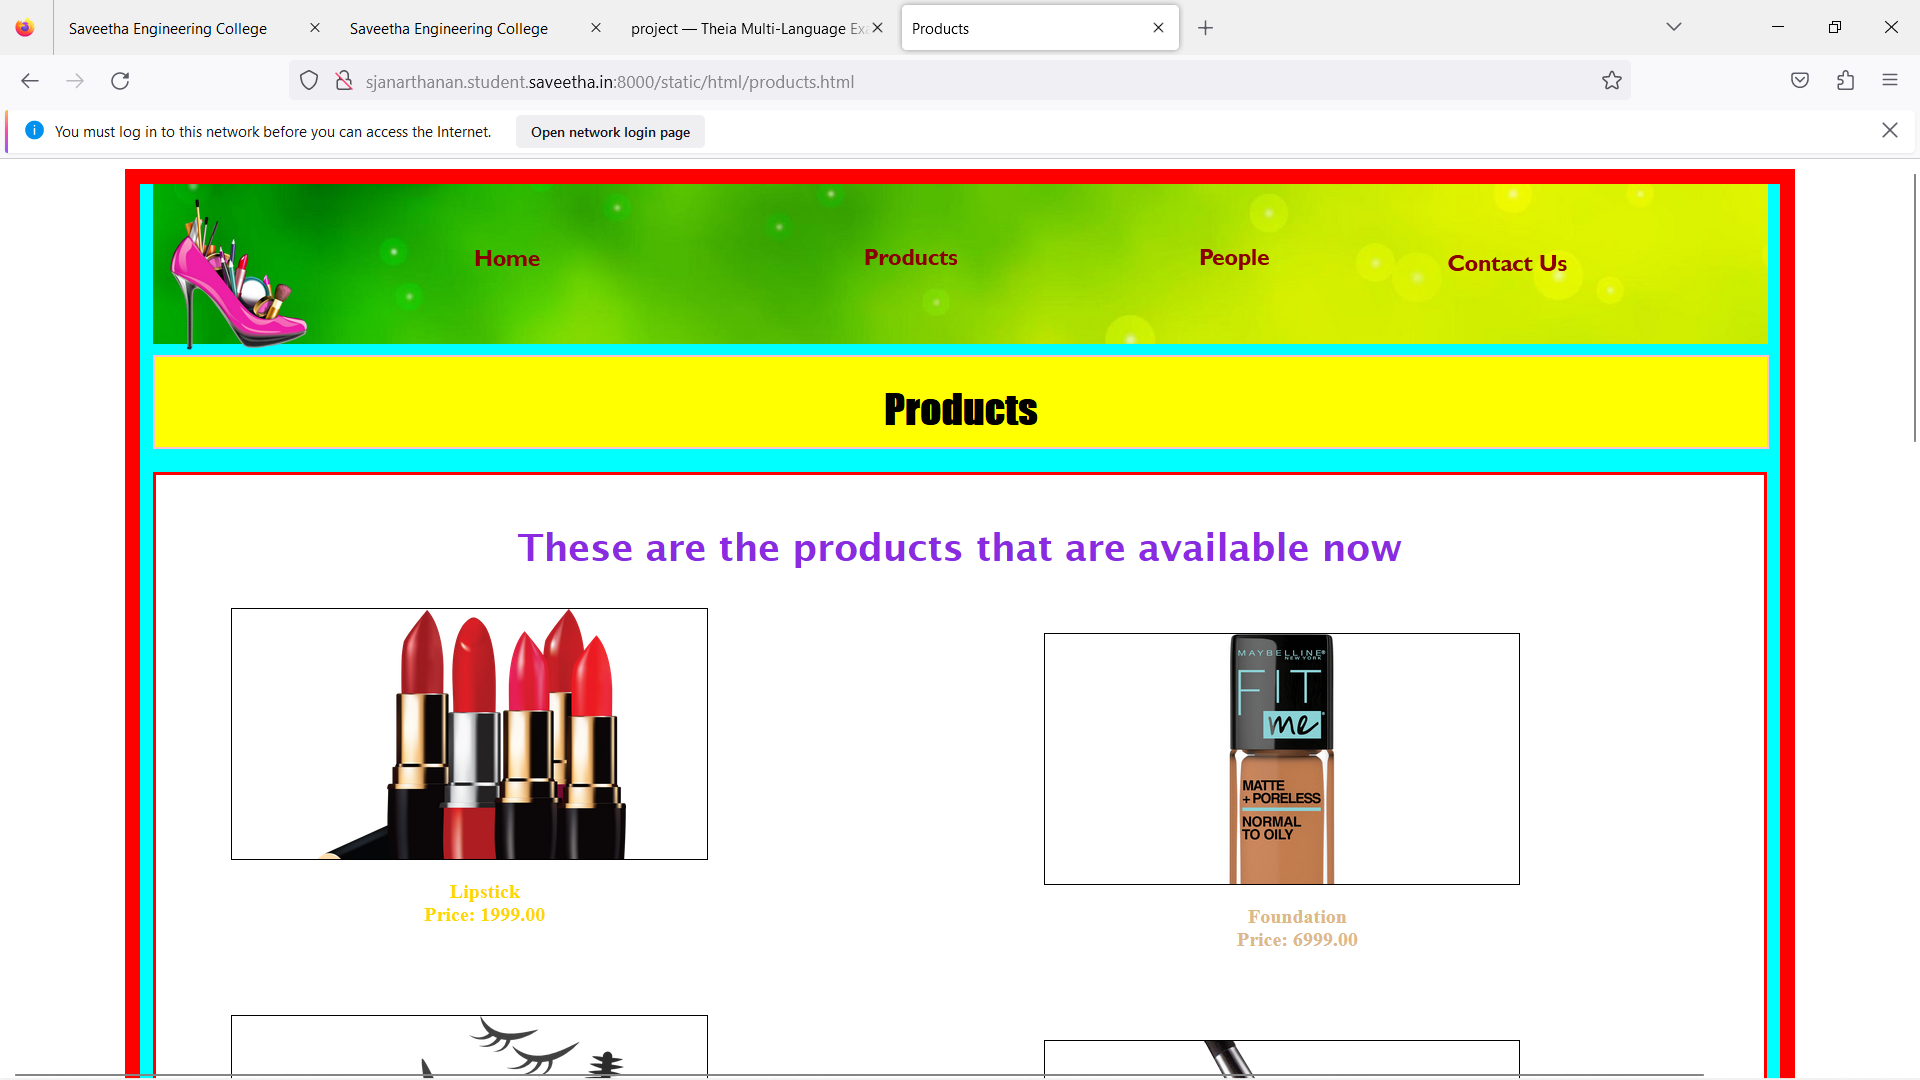 Saveetha Engineering College
Saveetha Engineering College
project — Theia Multi-Language Exa
Products
sjanarthanan.student.saveetha.in:8000/static/html/products.html
You must log in to this network before you can access the Internet.
Open network login page
Home
Products
People
Contact Us
Products
These are the products that are available now
MAYBELLINE
NEW YORK
FIT
me
MATTE
+ PORELESS
NORMAL
TO OILY
Lipstick
Price: 1999.00
Foundation
Price: 6999.00